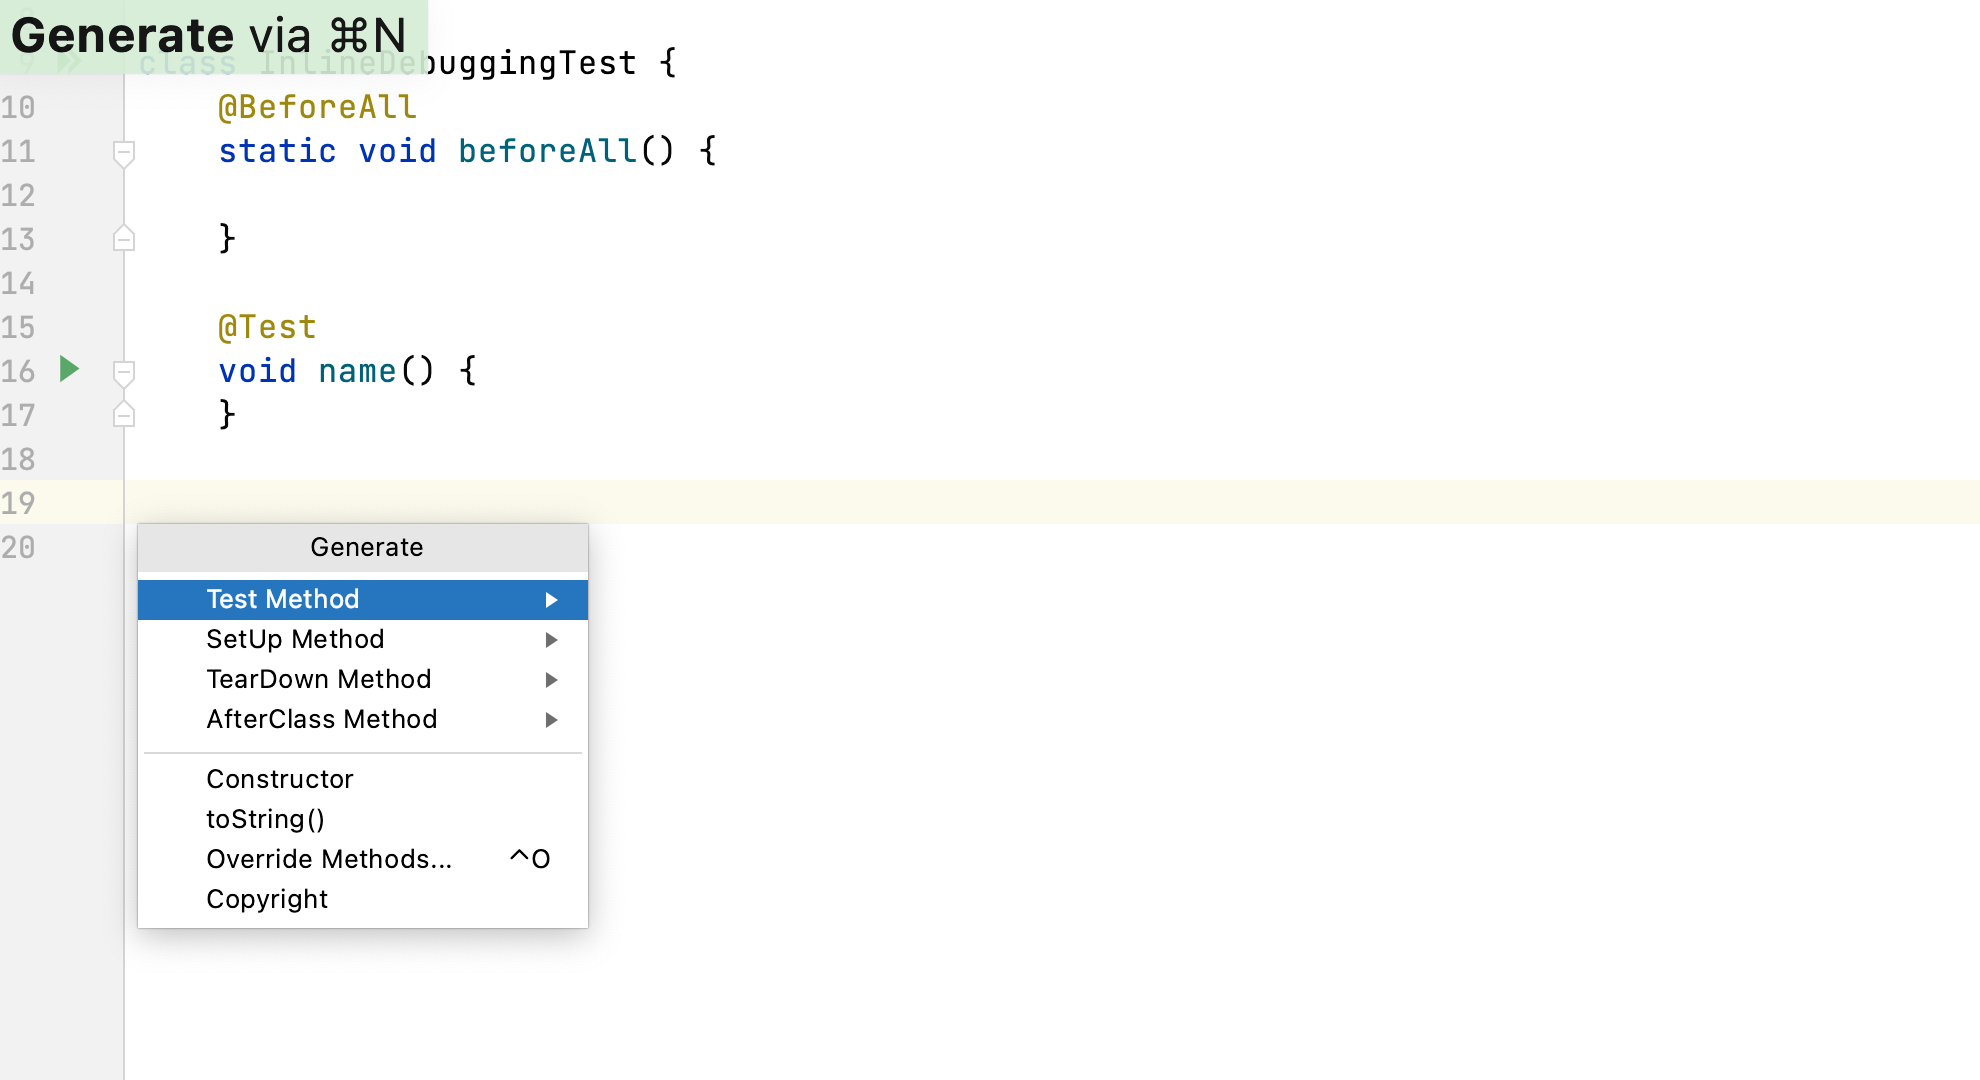 Generate via ⌘N
9 class InlineDebuggingTest {
10 @BeforeAll
11 static void beforeAll() {
12
13 }
14
15 @Test
16 void name() {
17 }
18
19
20
Generate
Test Method
SetUp Method
TearDown Method
AfterClass Method
Constructor
toString()
Override Methods... ^O
Copyright